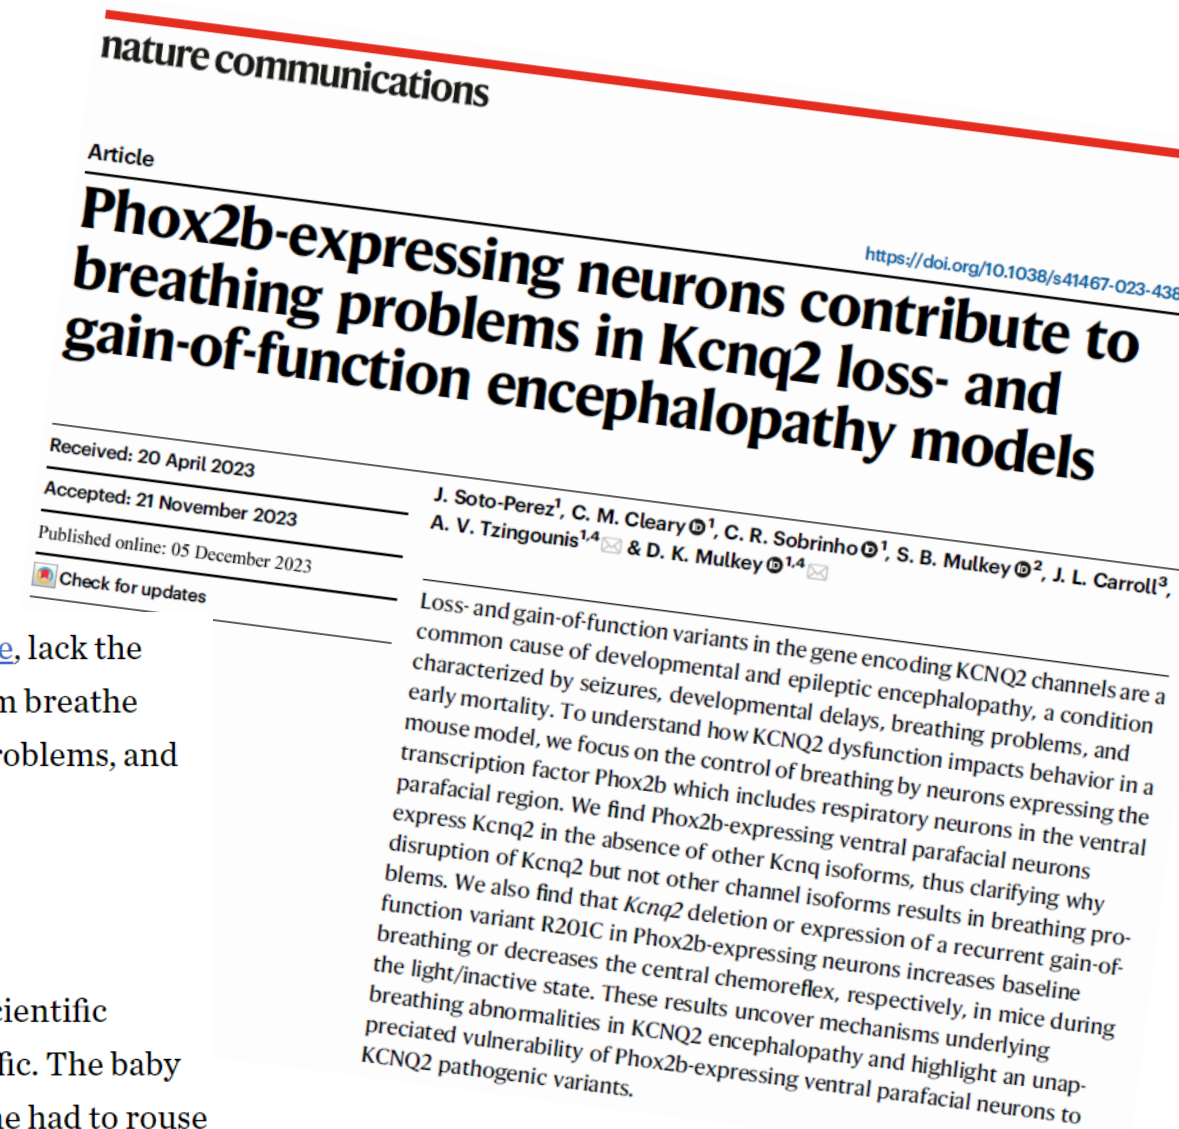 nature communications
Article
https://doi.org/10.1038/s41467-023-438
Phox2b-expressing neurons contribute to
breathing problems in Kcnq2 loss- and
gain-of-function encephalopathy models
Received: 20 April 2023
Accepted: 21 November 2023
Published online: 05 December 2023
Check for updates
J. Soto-Perez¹, C. M. Cleary¹, C. R. Sobrinho¹, S. B. Mulkey², J. L. Carroll³,
A. V. Tzingounis¹,⁴ & D. K. Mulkey¹,⁴
Loss- and gain-of-function variants in the gene encoding KCNQ2 channels are a
common cause of developmental and epileptic encephalopathy, a condition
characterized by seizures, developmental delays, breathing problems, and
early mortality. To understand how KCNQ2 dysfunction impacts behavior in a
mouse model, we focus on the control of breathing by neurons expressing the
transcription factor Phox2b which includes respiratory neurons in the ventral
parafacial region. We find Phox2b-expressing ventral parafacial neurons
express Kcnq2 in the absence of other Kcnq isoforms, thus clarifying why
disruption of Kcnq2 but not other channel isoforms results in breathing pro-
blems. We also find that Kcnq2 deletion or expression of a recurrent gain-of-
function variant R201C in Phox2b-expressing neurons increases baseline
breathing or decreases the central chemoreflex, respectively, in mice during
the light/inactive state. These results uncover mechanisms underlying
breathing abnormalities in KCNQ2 encephalopathy and highlight an unap-
preciated vulnerability of Phox2b-expressing ventral parafacial neurons to
KCNQ2 pathogenic variants.
e, lack the
m breathe
roblems, and
cientific
fic. The baby
ne had to rouse